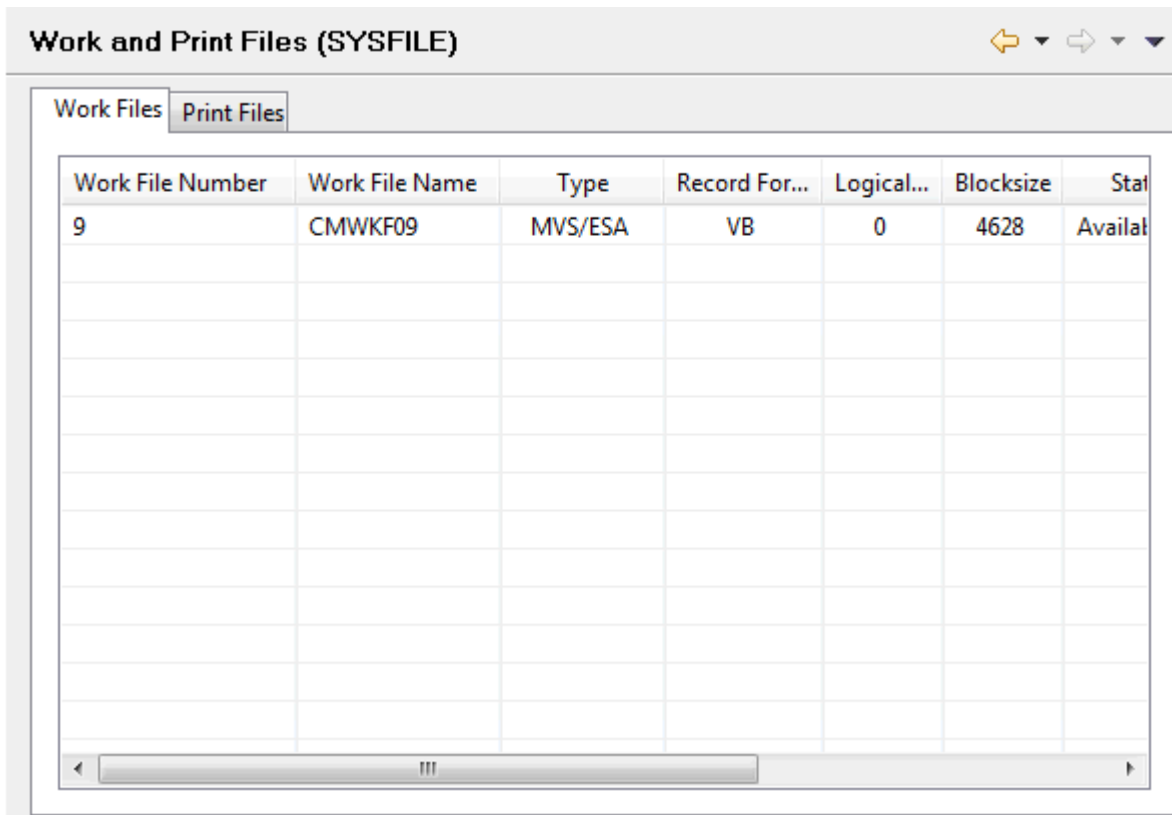 Work and Print Files (SYSFILE)
Work Files Print Files
Work File Number Work File Name Type Record For... Logical... Blocksize Stat
9 CMWKF09 MVS/ESA VB 0 4628 Availab